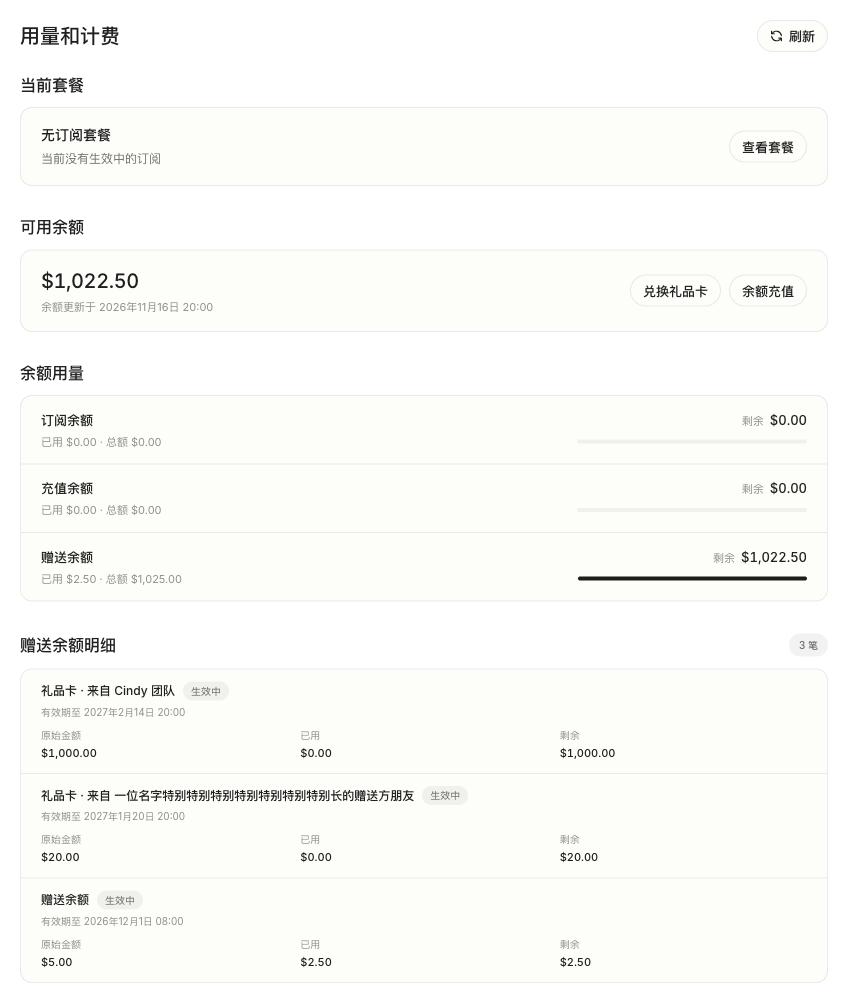 用量和计费
刷新
当前套餐
无订阅套餐
当前没有生效中的订阅
查看套餐
可用余额
$1,022.50
余额更新于 2026年11月16日 20:00
兑换礼品卡
余额充值
余额用量
订阅余额
已用 $0.00 · 总额 $0.00
剩余 $0.00
充值余额
已用 $0.00 · 总额 $0.00
剩余 $0.00
赠送余额
已用 $2.50 · 总额 $1,025.00
剩余 $1,022.50
赠送余额明细
3 笔
礼品卡 · 来自 Cindy 团队 生效中
有效期至 2027年2月14日 20:00
原始金额 已用 剩余
$1,000.00 $0.00 $1,000.00
礼品卡 · 来自 一位名字特别特别特别特别特别特别特别长的赠送方朋友 生效中
有效期至 2027年1月20日 20:00
原始金额 已用 剩余
$20.00 $0.00 $20.00
赠送余额 生效中
有效期至 2026年12月1日 08:00
原始金额 已用 剩余
$5.00 $2.50 $2.50